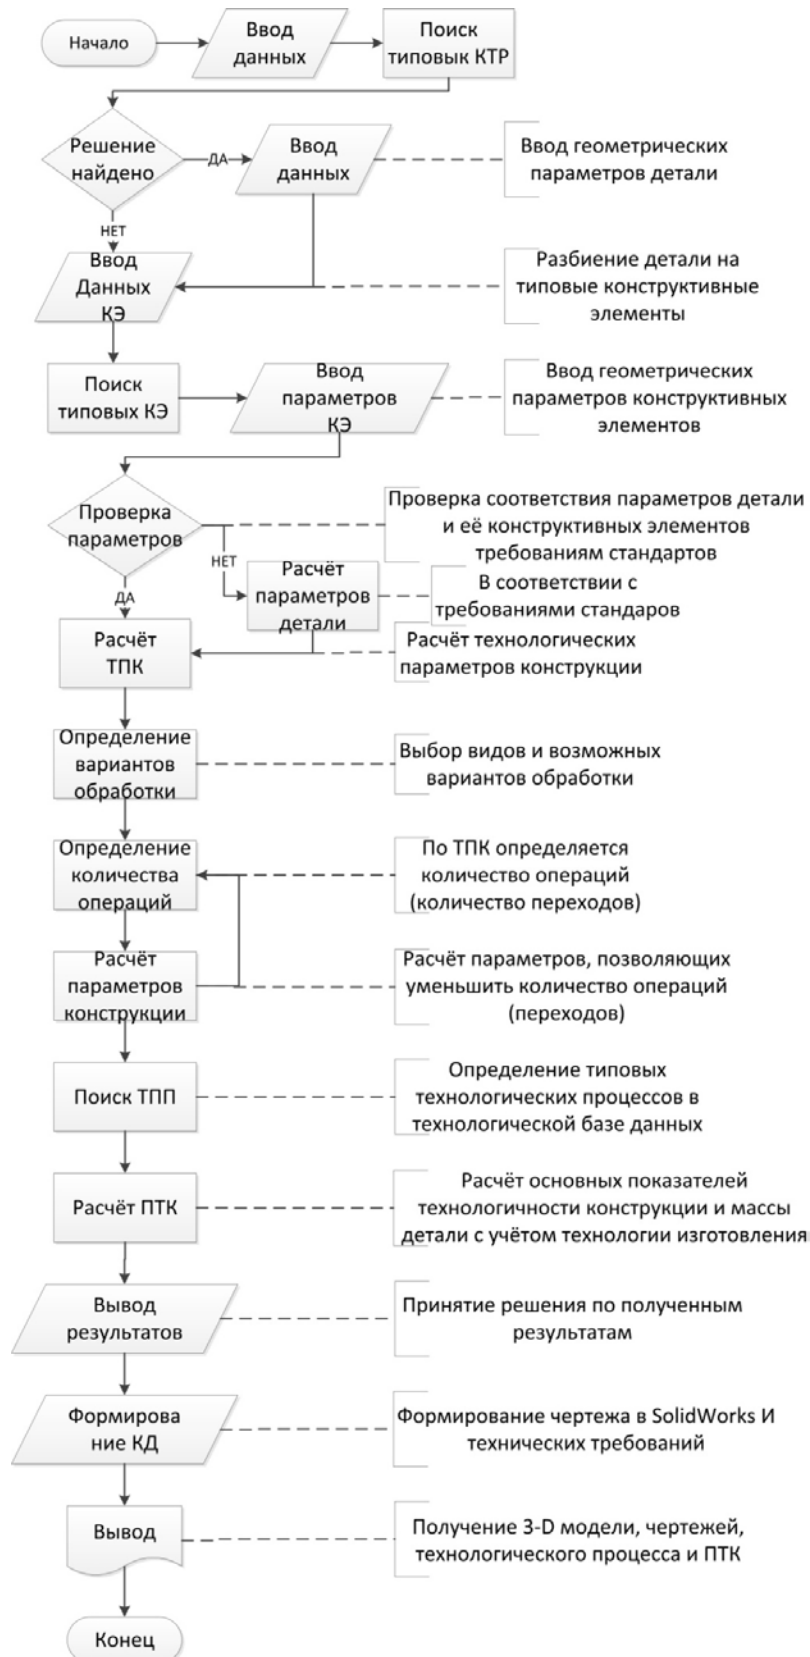 Начало
Ввод
данных
Поиск
типовык КТР
Решение
найдено
ДА
Ввод
данных
Ввод геометрических
параметров детали
НЕТ
Ввод
Данных
КЭ
Разбиение детали на
типовые конструктивные
элементы
Поиск
типовых КЭ
Ввод
параметров
КЭ
Ввод геометрических
параметров конструктивных
элементов
Проверка
параметров
Проверка соответствия параметров детали
и её конструктивных элементов
требованиям стандартов
НЕТ
Расчёт
параметров
детали
В соответствии с
требованиями стандаров
ДА
Расчёт
ТПК
Расчёт технологических
параметров конструкции
Определение
вариантов
обработки
Выбор видов и возможных
вариантов обработки
Определение
количества
операций
По ТПК определяется
количество операций
(количество переходов)
Расчёт
параметров
конструкции
Расчёт параметров, позволяющих
уменьшить количество операций
(переходов)
Поиск ТПП
Определение типовых
технологических процессов в
технологической базе данных
Расчёт ПТК
Расчёт основных показателей
технологичности конструкции и массы
детали с учётом технологии изготовления
Вывод
результатов
Принятие решения по полученным
результатам
Формирова
ние КД
Формирование чертежа в SolidWorks И
технических требований
Вывод
Получение 3-D модели, чертежей,
технологического процесса и ПТК
Конец